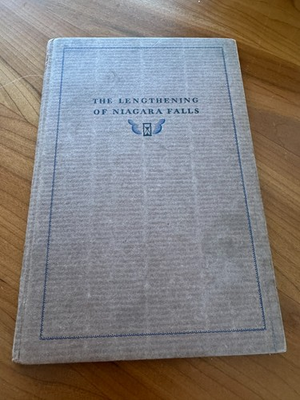 THE LENGTHENING
OF NIAGARA FALLS